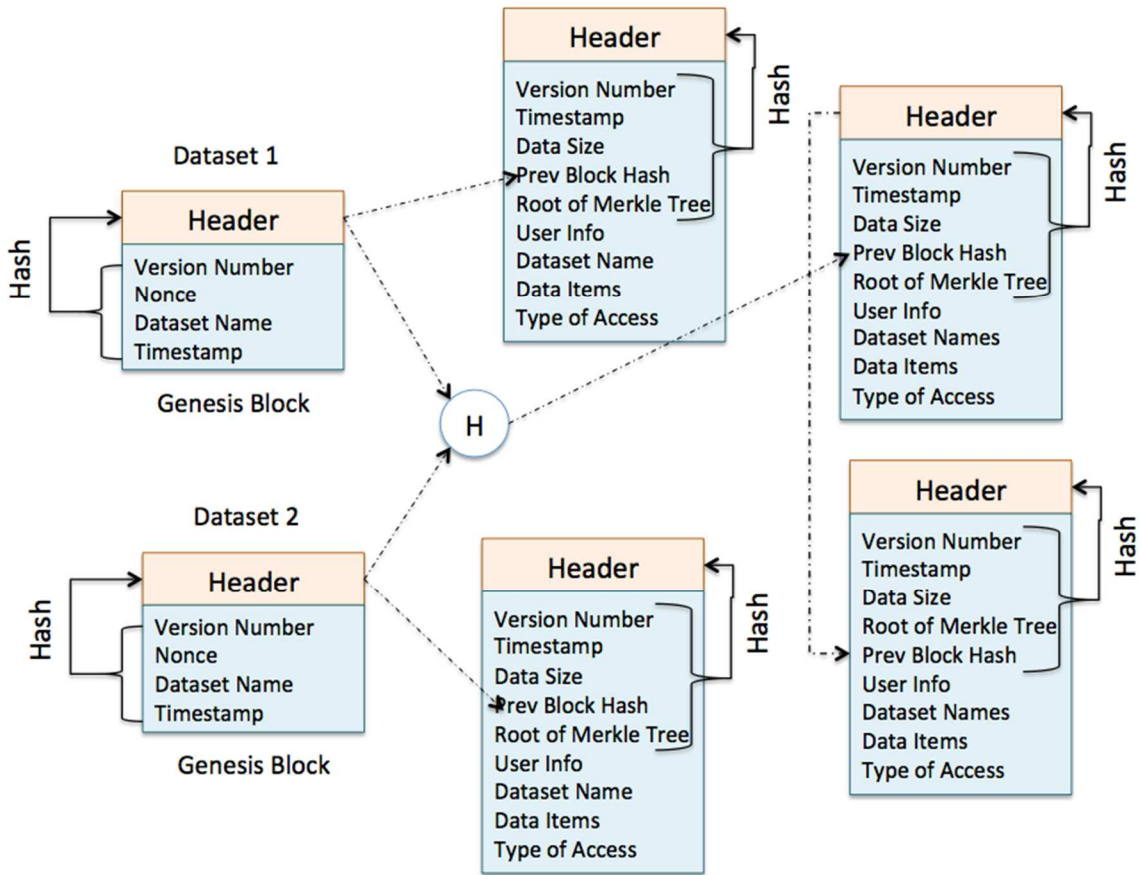 Dataset 1
Hash
Header
Version Number
Nonce
Dataset Name
Timestamp
Genesis Block
Header
Version Number
Timestamp
Data Size
Prev Block Hash
Root of Merkle Tree
User Info
Dataset Name
Data Items
Type of Access
Hash
Header
Version Number
Timestamp
Data Size
Prev Block Hash
Root of Merkle Tree
User Info
Dataset Names
Data Items
Type of Access
Hash
H
Dataset 2
Hash
Header
Version Number
Nonce
Dataset Name
Timestamp
Genesis Block
Header
Version Number
Timestamp
Data Size
Prev Block Hash
Root of Merkle Tree
User Info
Dataset Name
Data Items
Type of Access
Hash
Header
Version Number
Timestamp
Data Size
Root of Merkle Tree
Prev Block Hash
User Info
Dataset Names
Data Items
Type of Access
Hash